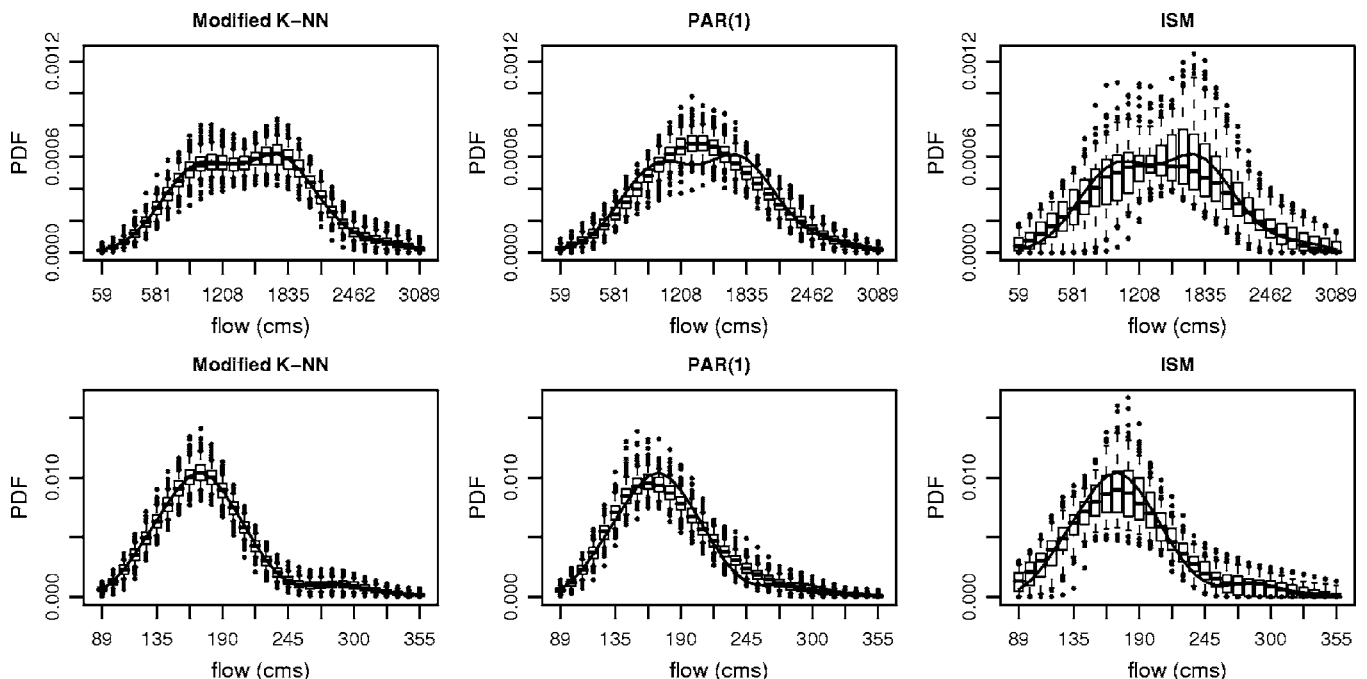 Modified K−NN
PAR(1)
ISM
PDF
0.0000 0.0006 0.0012
59 581 1208 1835 2462 3089
flow (cms)
PDF
0.0000 0.0006 0.0012
59 581 1208 1835 2462 3089
flow (cms)
PDF
0.0000 0.0006 0.0012
59 581 1208 1835 2462 3089
flow (cms)
Modified K−NN
PAR(1)
ISM
PDF
0.000 0.010
89 135 190 245 300 355
flow (cms)
PDF
0.000 0.010
89 135 190 245 300 355
flow (cms)
PDF
0.000 0.010
89 135 190 245 300 355
flow (cms)